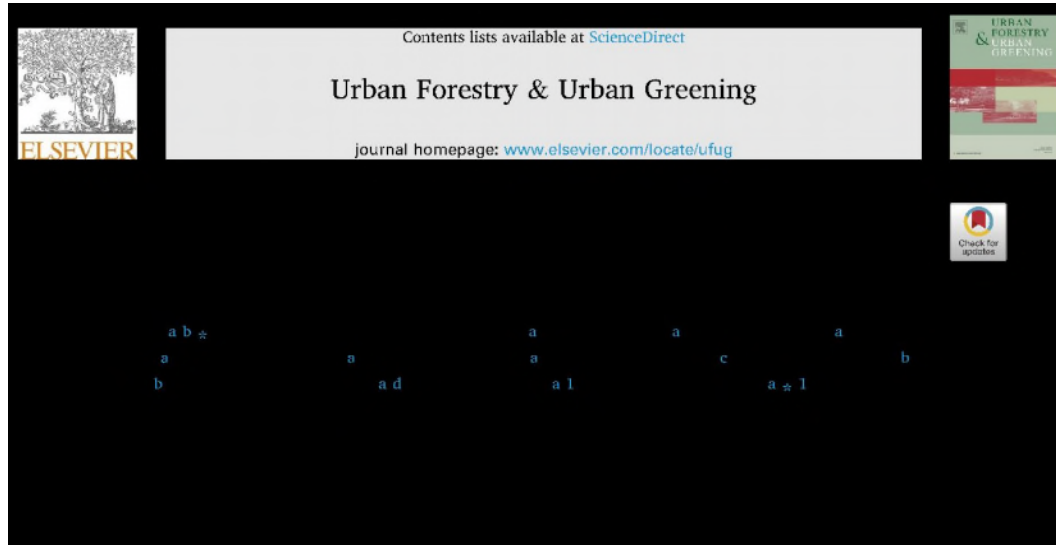 Contents lists available at ScienceDirect
Urban Forestry & Urban Greening
journal homepage: www.elsevier.com/locate/ufug
ELSEVIER
URBAN
FORESTRY
& URBAN
GREENING
Check for
updates
a b *
a
a
a
a
a
a
c
b
b
a d
a 1
a * 1